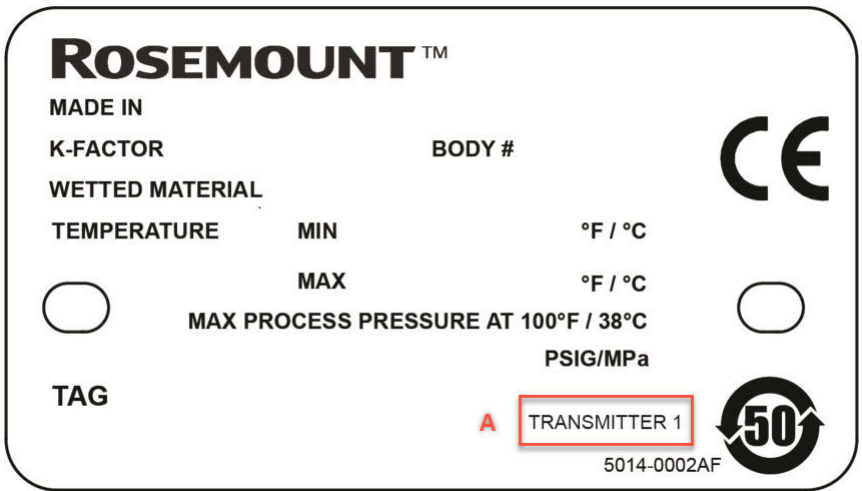 ROSEMOUNT™
MADE IN
K-FACTOR BODY #
WETTED MATERIAL
TEMPERATURE MIN °F / °C
MAX °F / °C
MAX PROCESS PRESSURE AT 100°F / 38°C
PSIG/MPa
TAG
A TRANSMITTER 1
50
5014-0002AF
CE